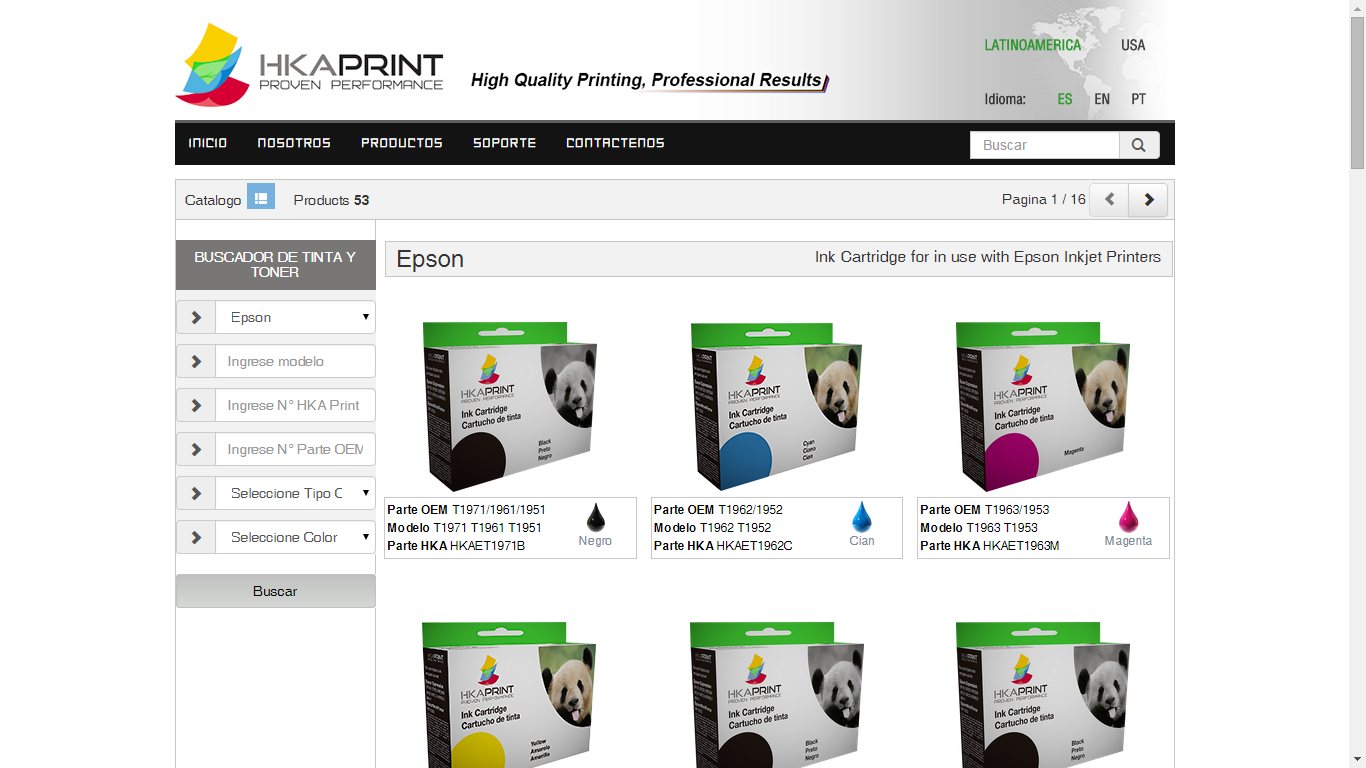 HKAPRINT
PROVEN PERFORMANCE
High Quality Printing, Professional Results
LATINOAMERICA USA
Idioma: ES EN PT
INICIO NOSOTROS PRODUCTOS SOPORTE CONTACTENOS
Buscar
Catalogo Products 53
Pagina 1 / 16
BUSCADOR DE TINTA Y
TONER
Epson
Ingrese modelo
Ingrese N° HKA Print
Ingrese N° Parte OEM
Seleccione Tipo C
Seleccione Color
Buscar
Epson
Ink Cartridge for in use with Epson Inkjet Printers
HKAPRINT
PROVEN PERFORMANCE
Ink Cartridge
Cartucho de tinta
Black
Preto
Negro
Parte OEM T1971/1961/1951
Modelo T1971 T1961 T1951
Parte HKA HKAET1971B
Negro
HKAPRINT
PROVEN PERFORMANCE
Ink Cartridge
Cartucho de tinta
Cyan
Ciano
Cian
Parte OEM T1962/1952
Modelo T1962 T1952
Parte HKA HKAET1962C
Cian
HKAPRINT
PROVEN PERFORMANCE
Ink Cartridge
Cartucho de tinta
Magenta
Parte OEM T1963/1953
Modelo T1963 T1953
Parte HKA HKAET1963M
Magenta
HKAPRINT
PROVEN PERFORMANCE
Ink Cartridge
Cartucho de tinta
Yellow
Amarelo
Amarillo
HKAPRINT
PROVEN PERFORMANCE
Ink Cartridge
Cartucho de tinta
Black
Preto
Negro
HKAPRINT
PROVEN PERFORMANCE
Ink Cartridge
Cartucho de tinta
Black
Preto
Negro